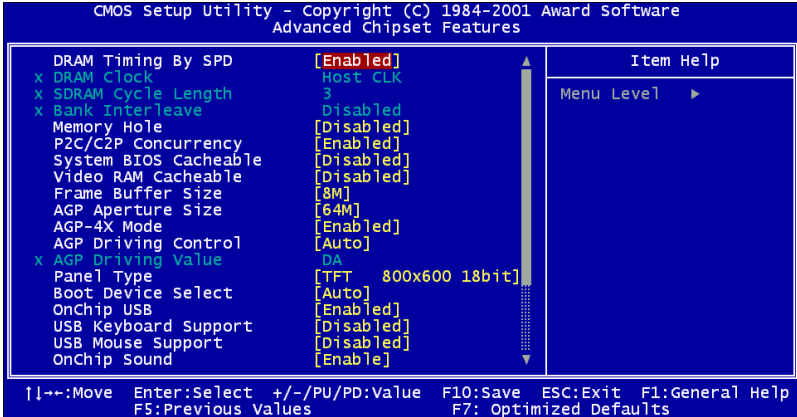 CMOS Setup Utility – Copyright (C) 1984–2001 Award Software
Advanced Chipset Features
DRAM Timing By SPD [Enabled]
x DRAM Clock Host CLK
x SDRAM Cycle Length 3
x Bank Interleave Disabled
Memory Hole [Disabled]
P2C/C2P Concurrency [Enabled]
System BIOS Cacheable [Disabled]
Video RAM Cacheable [Disabled]
Frame Buffer Size [8M]
AGP Aperture Size [64M]
AGP-4X Mode [Enabled]
AGP Driving Control [Auto]
x AGP Driving Value DA
Panel Type [TFT 800x600 18bit]
Boot Device Select [Auto]
OnChip USB [Enabled]
USB Keyboard Support [Disabled]
USB Mouse Support [Disabled]
OnChip Sound [Enable]
Item Help
Menu Level ▶
↑↓→←:Move Enter:Select +/-/PU/PD:Value F10:Save ESC:Exit F1:General Help
F5:Previous Values F7: Optimized Defaults